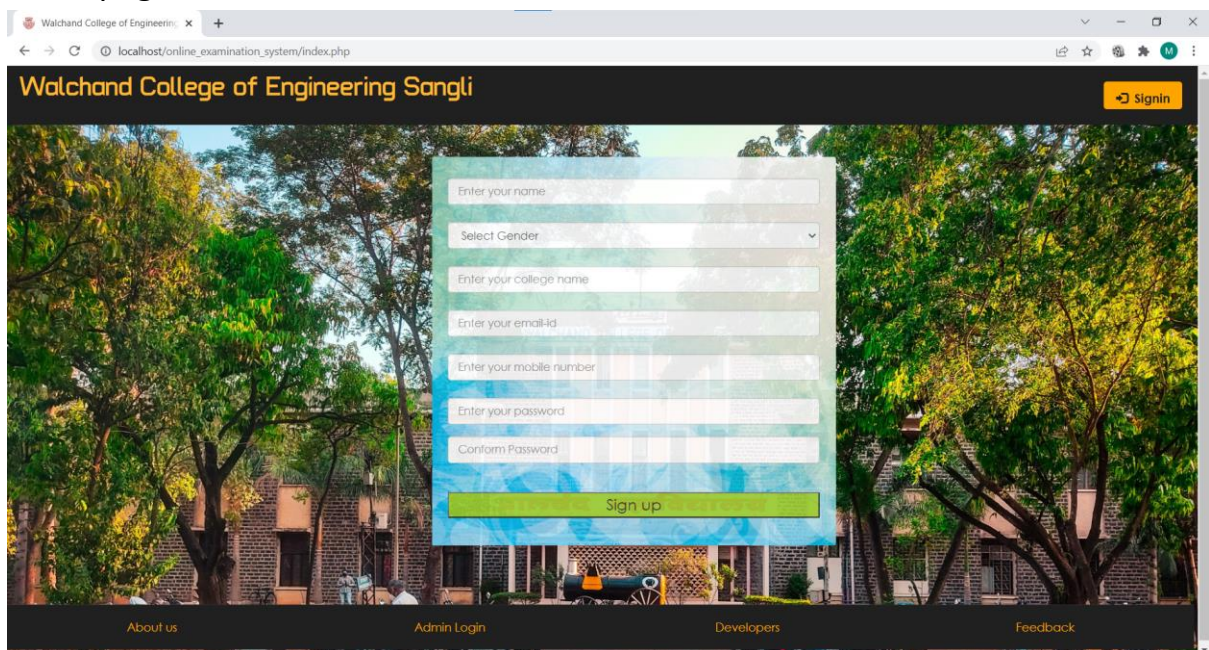 Walchand College of Engineering
localhost/online_examination_system/index.php
M
Walchand College of Engineering Sangli
Signin
Enter your name
Select Gender
Enter your college name
Enter your email-id
Enter your mobile number
Enter your password
Conform Password
Sign up
About us
Admin Login
Developers
Feedback